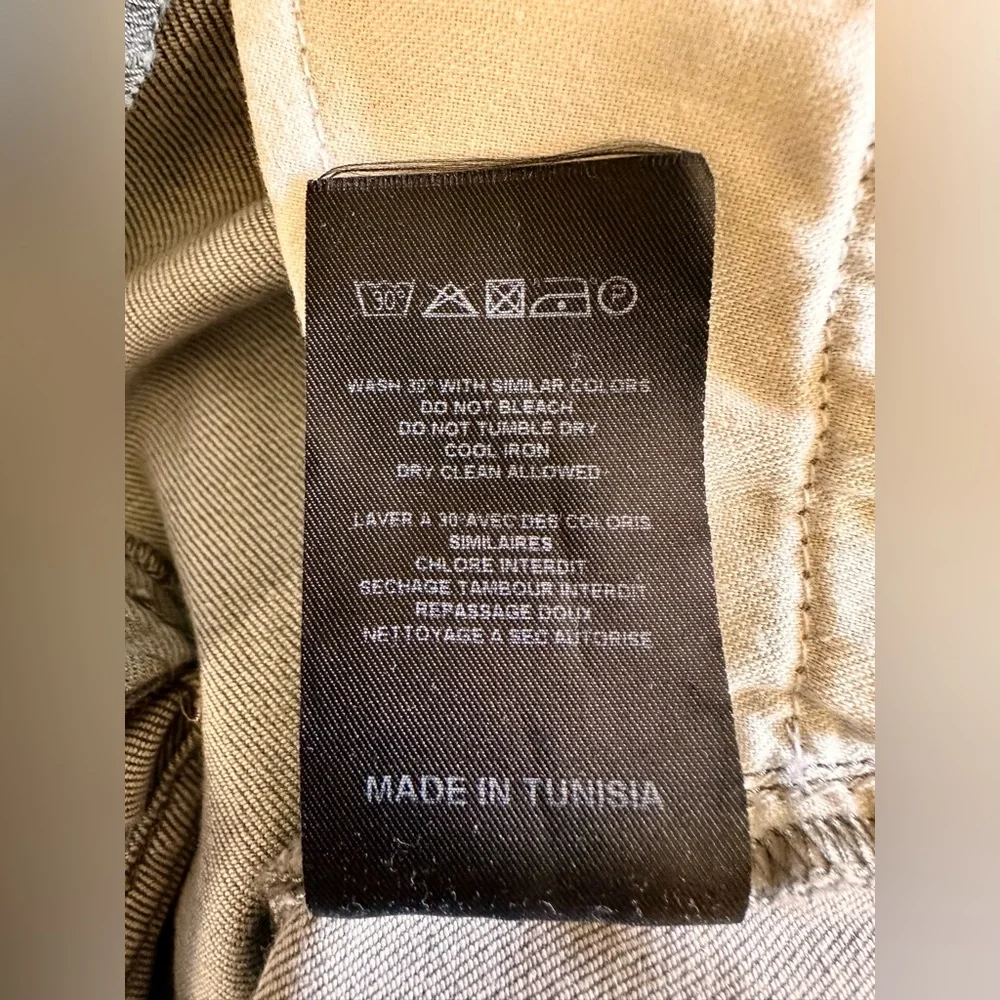 30°
P
WASH 30° WITH SIMILAR COLORS
DO NOT BLEACH
DO NOT TUMBLE DRY
COOL IRON
DRY CLEAN ALLOWED
LAVER A 30°AVEC DES COLORIS
SIMILAIRES
CHLORE INTERDIT
SECHAGE TAMBOUR INTERDIT
REPASSAGE DOUX
NETTOYAGE A SEC AUTORISE
MADE IN TUNISIA